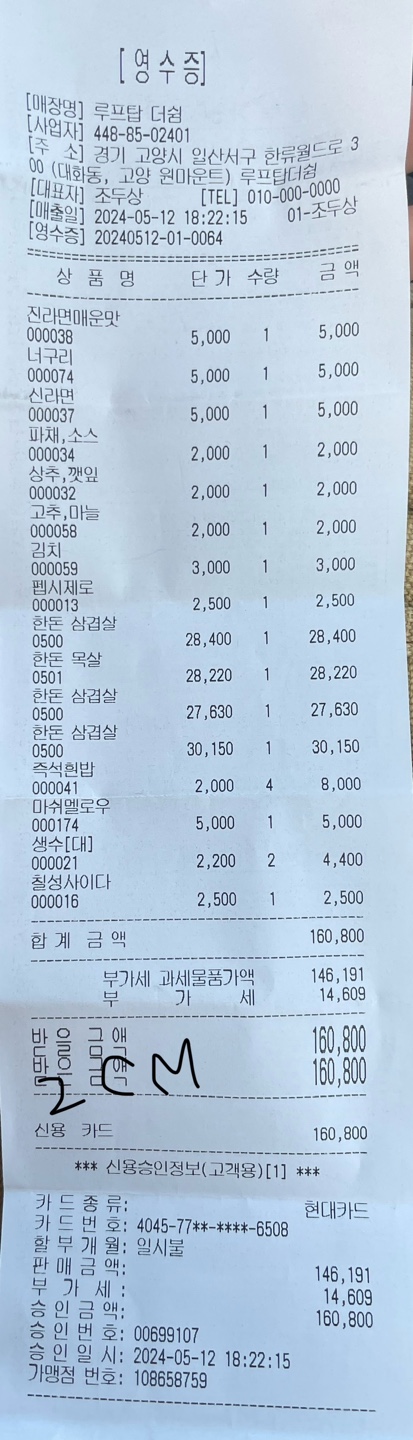 [ 영 수 증]
[매장명] 루프탑 더쉼
[사업자] 448-85-02401
[주 소] 경기 고양시 일산서구 한류월드로 3
00 (대화동, 고양 원마운트) 루프탑더쉼
[대표자] 조두상 [TEL] 010-000-0000
[매출일] 2024-05-12 18:22:15 01-조두상
[영수증] 20240512-01-0064
상 품 명 단 가 수량 금 액
진라면매운맛
000038 5,000 1 5,000
너구리
000074 5,000 1 5,000
신라면
000037 5,000 1 5,000
파채,소스
000034 2,000 1 2,000
상추,깻잎
000032 2,000 1 2,000
고추,마늘
000058 2,000 1 2,000
김치
000059 3,000 1 3,000
펩시제로
000013 2,500 1 2,500
한돈 삼겹살
0500 28,400 1 28,400
한돈 목살
0501 28,220 1 28,220
한돈 삼겹살
0500 27,630 1 27,630
한돈 삼겹살
0500 30,150 1 30,150
즉석흰밥
000041 2,000 4 8,000
마쉬멜로우
000174 5,000 1 5,000
생수[대]
000021 2,200 2 4,400
칠성사이다
000016 2,500 1 2,500
합 계 금 액 160,800
부가세 과세물품가액 146,191
부 가 세 14,609
받 을 금 액 160,800
받 은 금 액 160,800
2CM
신용 카드 160,800
*** 신용승인정보(고객용)[1] ***
카 드 종 류: 현대카드
카 드 번 호: 4045-77**-****-6508
할 부 개 월: 일시불
판 매 금 액: 146,191
부 가 세 : 14,609
승 인 금 액: 160,800
승 인 번 호: 00699107
승 인 일 시: 2024-05-12 18:22:15
가맹점 번호: 108658759